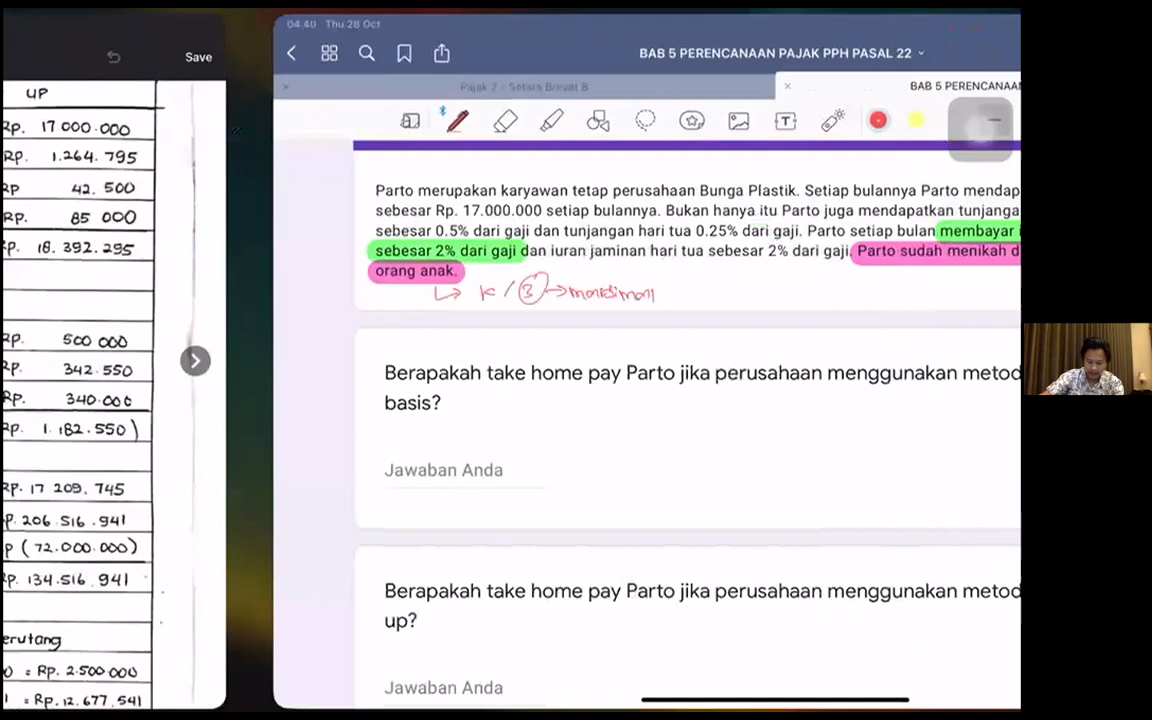 04.40 Thu 28 Oct
Save
BAB 5 PERENCANAAN PAJAK PPH PASAL 22
Pajak 2 - Setara Brevet B
BAB 5 PERENCANAAN
UP
Rp. 17.000.000
Rp. 1.264.795
Rp 42.500
Rp. 85 000
Rp. 18.392.295
Rp. 500 000
Rp. 342.550
Rp. 340.000
Rp. 1.182.550)
Rp. 17 209.745
p. 206.516.941
p (72.000.000)
Rp. 134.516.941
erutang
0 = Rp. 2.500.000
1 = Rp. 12.677.541
Parto merupakan karyawan tetap perusahaan Bunga Plastik. Setiap bulannya Parto mendap
sebesar Rp. 17.000.000 setiap bulannya. Bukan hanya itu Parto juga mendapatkan tunjanga
sebesar 0.5% dari gaji dan tunjangan hari tua 0.25% dari gaji. Parto setiap bulan membayar i
sebesar 2% dari gaji dan iuran jaminan hari tua sebesar 2% dari gaji. Parto sudah menikah d
orang anak.
K / 3 → maksimal
Berapakah take home pay Parto jika perusahaan menggunakan metod
basis?
Jawaban Anda
Berapakah take home pay Parto jika perusahaan menggunakan metod
up?
Jawaban Anda